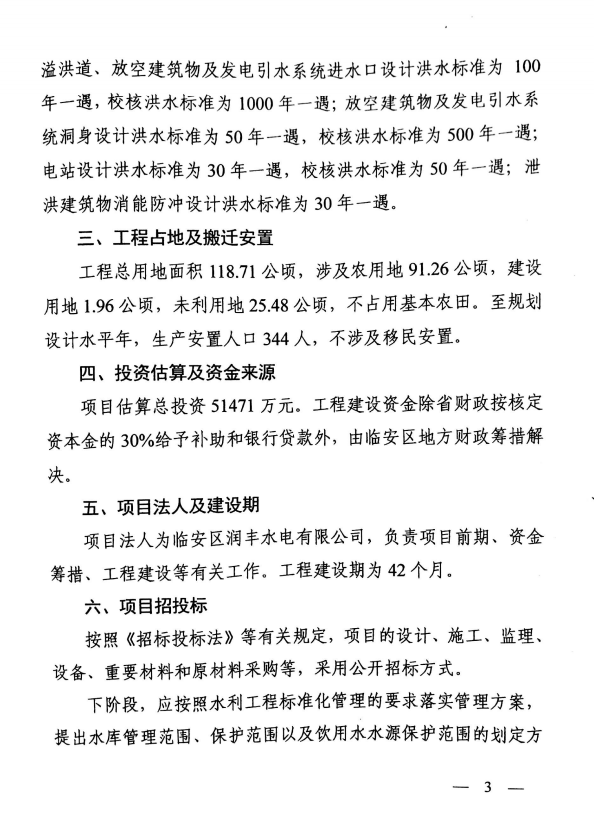 溢洪道、放空建筑物及发电引水系统进水口设计洪水标准为 100
年一遇，校核洪水标准为 1000 年一遇；放空建筑物及发电引水系
统洞身设计洪水标准为 50 年一遇，校核洪水标准为 500 年一遇；
电站设计洪水标准为 30 年一遇，校核洪水标准为 50 年一遇；泄
洪建筑物消能防冲设计洪水标准为 30 年一遇。
三、工程占地及搬迁安置
工程总用地面积 118.71 公顷，涉及农用地 91.26 公顷，建设
用地 1.96 公顷，未利用地 25.48 公顷，不占用基本农田。至规划
设计水平年，生产安置人口 344 人，不涉及移民安置。
四、投资估算及资金来源
项目估算总投资 51471 万元。工程建设资金除省财政按核定
资本金的 30%给予补助和银行贷款外，由临安区地方财政筹措解
决。
五、项目法人及建设期
项目法人为临安区润丰水电有限公司，负责项目前期、资金
筹措、工程建设等有关工作。工程建设期为 42 个月。
六、项目招投标
按照《招标投标法》等有关规定，项目的设计、施工、监理、
设备、重要材料和原材料采购等，采用公开招标方式。
下阶段，应按照水利工程标准化管理的要求落实管理方案，
提出水库管理范围、保护范围以及饮用水水源保护范围的划定方
— 3 —